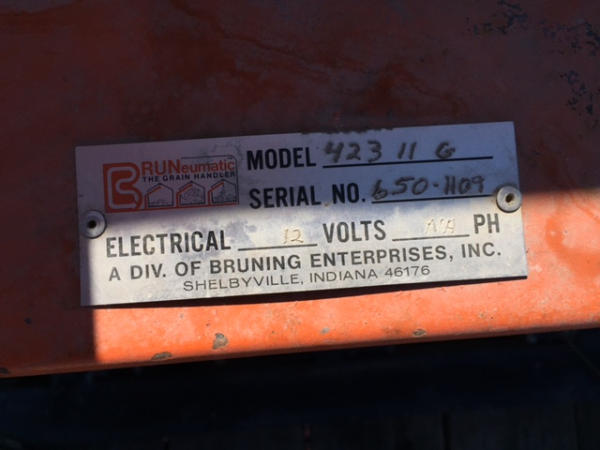 BRUNeumatic
THE GRAIN HANDLER
MODEL 423 11 G
SERIAL NO. 650-1109
ELECTRICAL 12 VOLTS PH
A DIV. OF BRUNING ENTERPRISES, INC.
SHELBYVILLE, INDIANA 46176